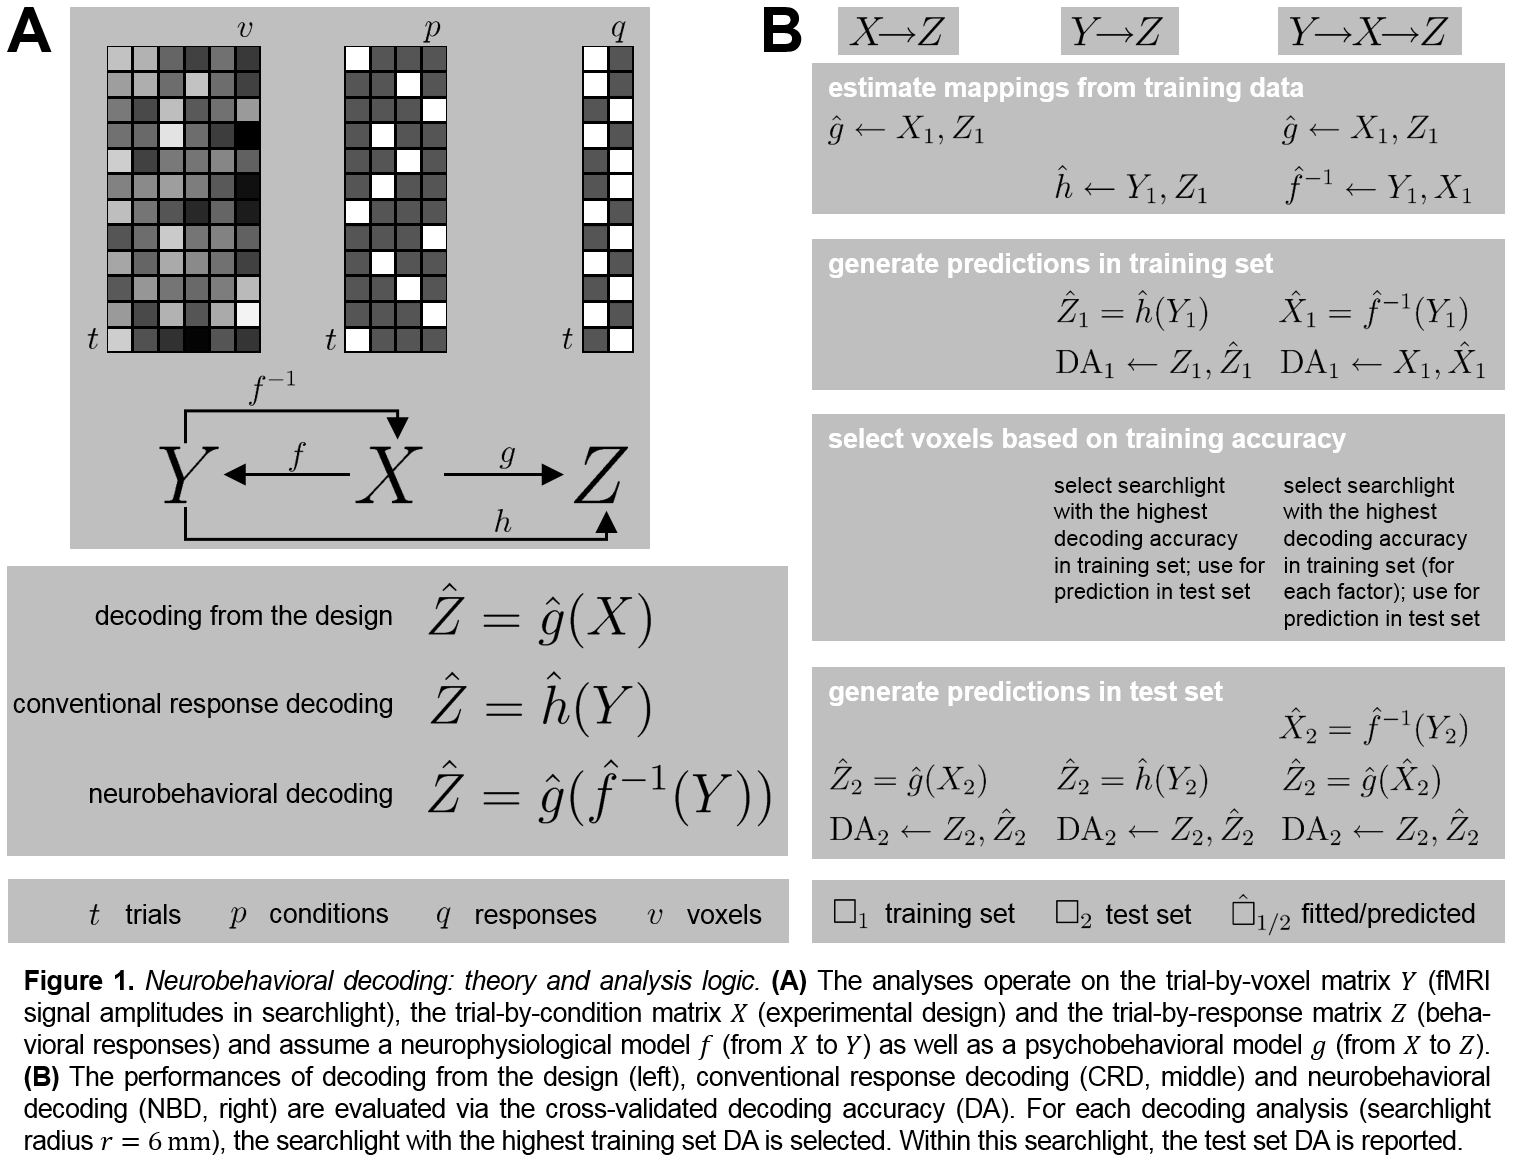 A
v
p
q
t
t
t
f⁻¹
Y
f
X
g
Z
h
decoding from the design Ẑ = ĝ(X)
conventional response decoding Ẑ = ĥ(Y)
neurobehavioral decoding Ẑ = ĝ(f̂⁻¹(Y))
t trials p conditions q responses v voxels
B
X→Z Y→Z Y→X→Z
estimate mappings from training data
ĝ ← X₁, Z₁ ĝ ← X₁, Z₁
ĥ ← Y₁, Z₁ f̂⁻¹ ← Y₁, X₁
generate predictions in training set
Ẑ₁ = ĥ(Y₁) X̂₁ = f̂⁻¹(Y₁)
DA₁ ← Z₁, Ẑ₁ DA₁ ← X₁, X̂₁
select voxels based on training accuracy
select searchlight
with the highest
decoding accuracy
in training set; use for
prediction in test set
select searchlight
with the highest
decoding accuracy
in training set (for
each factor); use for
prediction in test set
generate predictions in test set
X̂₂ = f̂⁻¹(Y₂)
Ẑ₂ = ĝ(X₂) Ẑ₂ = ĥ(Y₂) Ẑ₂ = ĝ(X̂₂)
DA₂ ← Z₂, Ẑ₂ DA₂ ← Z₂, Ẑ₂ DA₂ ← Z₂, Ẑ₂
□₁ training set □₂ test set □̂₁/₂ fitted/predicted
Figure 1. Neurobehavioral decoding: theory and analysis logic. (A) The analyses operate on the trial-by-voxel matrix Y (fMRI
signal amplitudes in searchlight), the trial-by-condition matrix X (experimental design) and the trial-by-response matrix Z (beha-
vioral responses) and assume a neurophysiological model f (from X to Y) as well as a psychobehavioral model g (from X to Z).
(B) The performances of decoding from the design (left), conventional response decoding (CRD, middle) and neurobehavioral
decoding (NBD, right) are evaluated via the cross-validated decoding accuracy (DA). For each decoding analysis (searchlight
radius r = 6 mm), the searchlight with the highest training set DA is selected. Within this searchlight, the test set DA is reported.